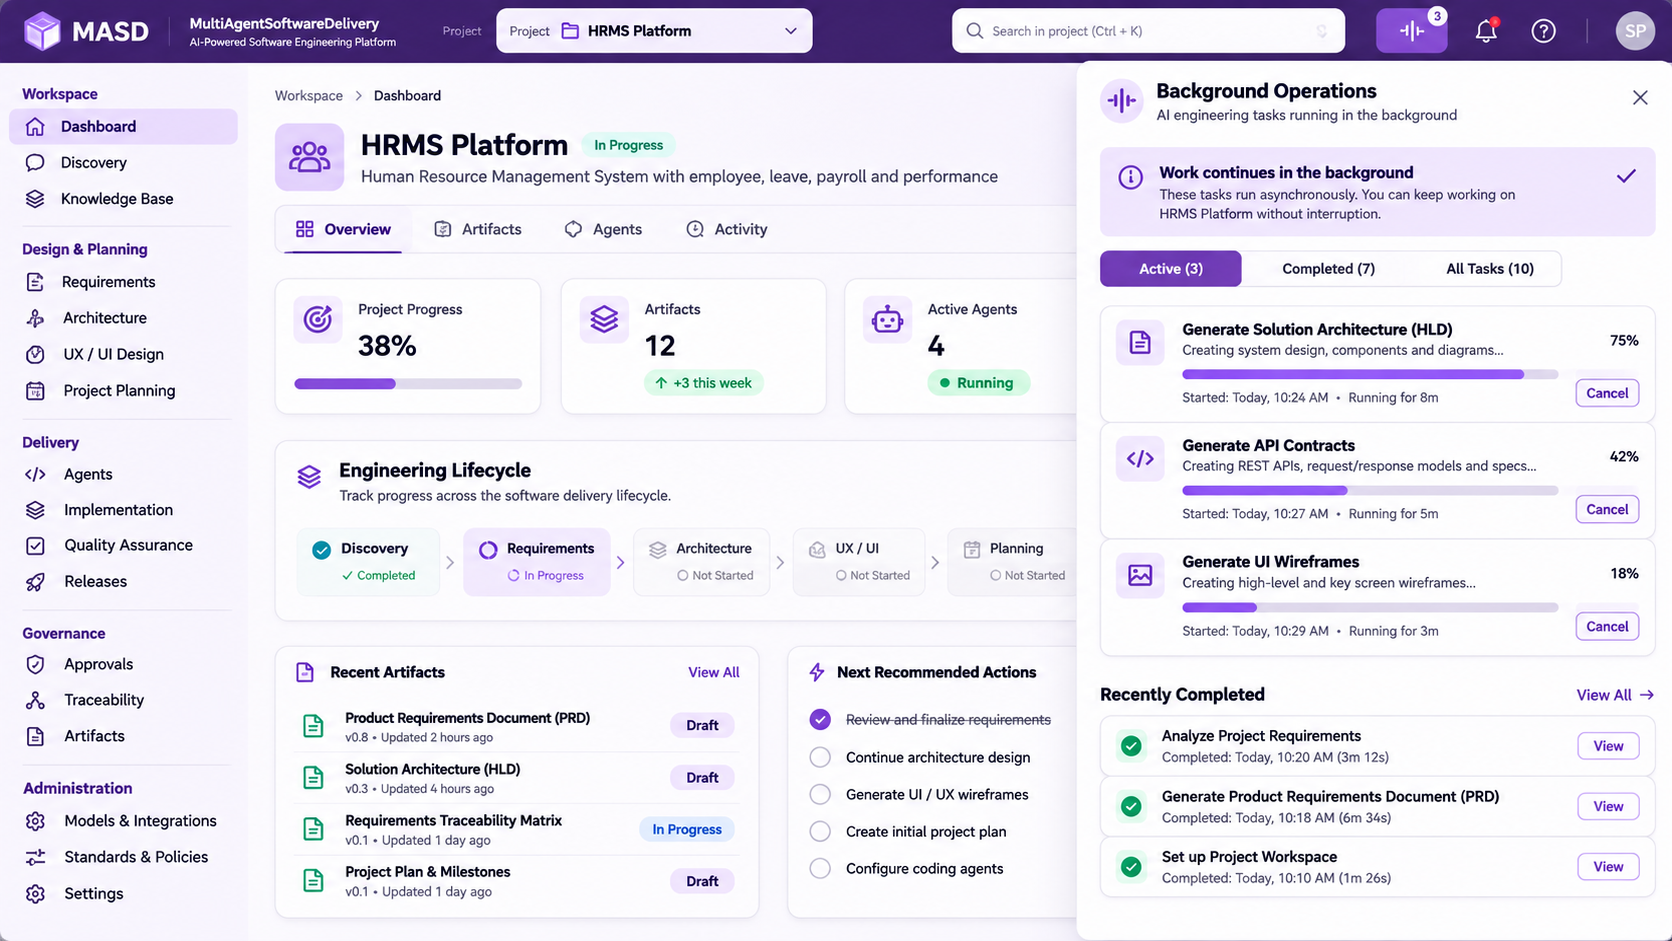 MASD
MultiAgentSoftwareDelivery
AI-Powered Software Engineering Platform
Project
Project HRMS Platform
Search in project (Ctrl + K)
3
SP
Workspace
Dashboard
Discovery
Knowledge Base
Design & Planning
Requirements
Architecture
UX / UI Design
Project Planning
Delivery
Agents
Implementation
Quality Assurance
Releases
Governance
Approvals
Traceability
Artifacts
Administration
Models & Integrations
Standards & Policies
Settings
Workspace > Dashboard
HRMS Platform
In Progress
Human Resource Management System with employee, leave, payroll and performance
Overview
Artifacts
Agents
Activity
Project Progress
38%
Artifacts
12
+3 this week
Active Agents
4
Running
Engineering Lifecycle
Track progress across the software delivery lifecycle.
Discovery
Completed
Requirements
In Progress
Architecture
Not Started
UX / UI
Not Started
Planning
Not Started
Recent Artifacts
View All
Product Requirements Document (PRD)
v0.8 • Updated 2 hours ago
Draft
Solution Architecture (HLD)
v0.3 • Updated 4 hours ago
Draft
Requirements Traceability Matrix
v0.1 • Updated 1 day ago
In Progress
Project Plan & Milestones
v0.1 • Updated 1 day ago
Draft
Next Recommended Actions
Review and finalize requirements
Continue architecture design
Generate UI / UX wireframes
Create initial project plan
Configure coding agents
Background Operations
AI engineering tasks running in the background
Work continues in the background
These tasks run asynchronously. You can keep working on
HRMS Platform without interruption.
Active (3)
Completed (7)
All Tasks (10)
Generate Solution Architecture (HLD)
Creating system design, components and diagrams...
75%
Started: Today, 10:24 AM • Running for 8m
Cancel
Generate API Contracts
Creating REST APIs, request/response models and specs...
42%
Started: Today, 10:27 AM • Running for 5m
Cancel
Generate UI Wireframes
Creating high-level and key screen wireframes...
18%
Started: Today, 10:29 AM • Running for 3m
Cancel
Recently Completed
View All
Analyze Project Requirements
Completed: Today, 10:20 AM (3m 12s)
View
Generate Product Requirements Document (PRD)
Completed: Today, 10:18 AM (6m 34s)
View
Set up Project Workspace
Completed: Today, 10:10 AM (1m 26s)
View